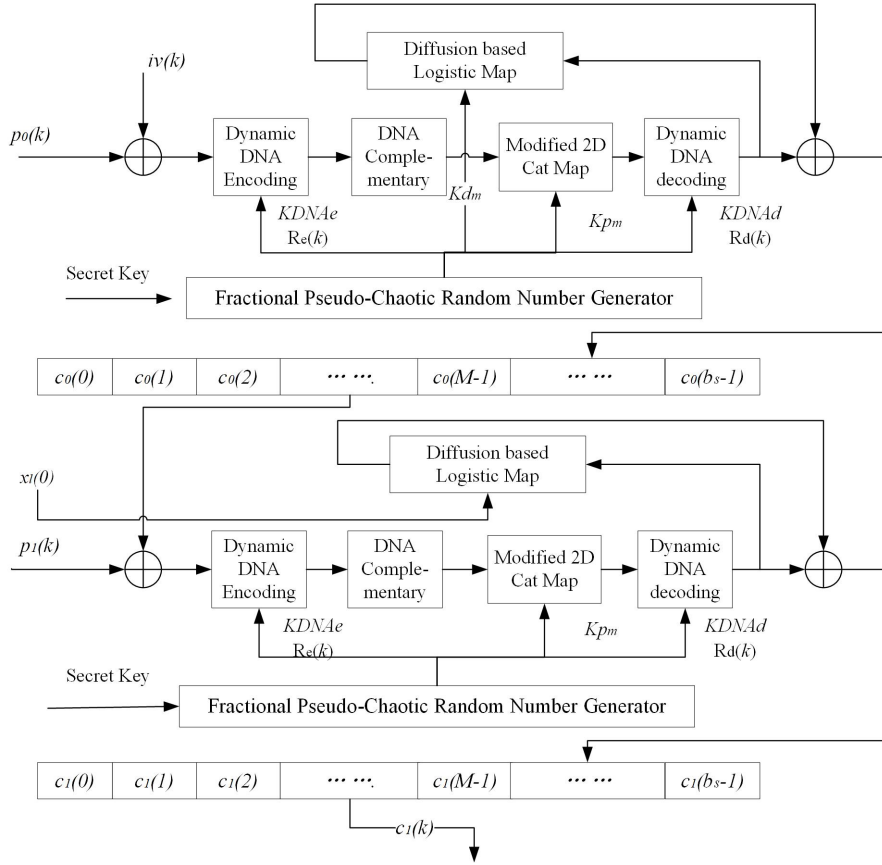 Diffusion based
Logistic Map
iv(k)
p0(k)
Dynamic
DNA
Encoding
DNA
Comple-
mentary
Modified 2D
Cat Map
Dynamic
DNA
decoding
Kdm
KDNAe
Re(k)
Kpm
KDNAd
Rd(k)
Secret Key
Fractional Pseudo-Chaotic Random Number Generator
c0(0) c0(1) c0(2) ··· ···. c0(M-1) ··· ··· c0(bs-1)
Diffusion based
Logistic Map
x1(0)
p1(k)
Dynamic
DNA
Encoding
DNA
Comple-
mentary
Modified 2D
Cat Map
Dynamic
DNA
decoding
KDNAe
Re(k)
Kpm
KDNAd
Rd(k)
Secret Key
Fractional Pseudo-Chaotic Random Number Generator
c1(0) c1(1) c1(2) ··· ···. c1(M-1) ··· ··· c1(bs-1)
c1(k)